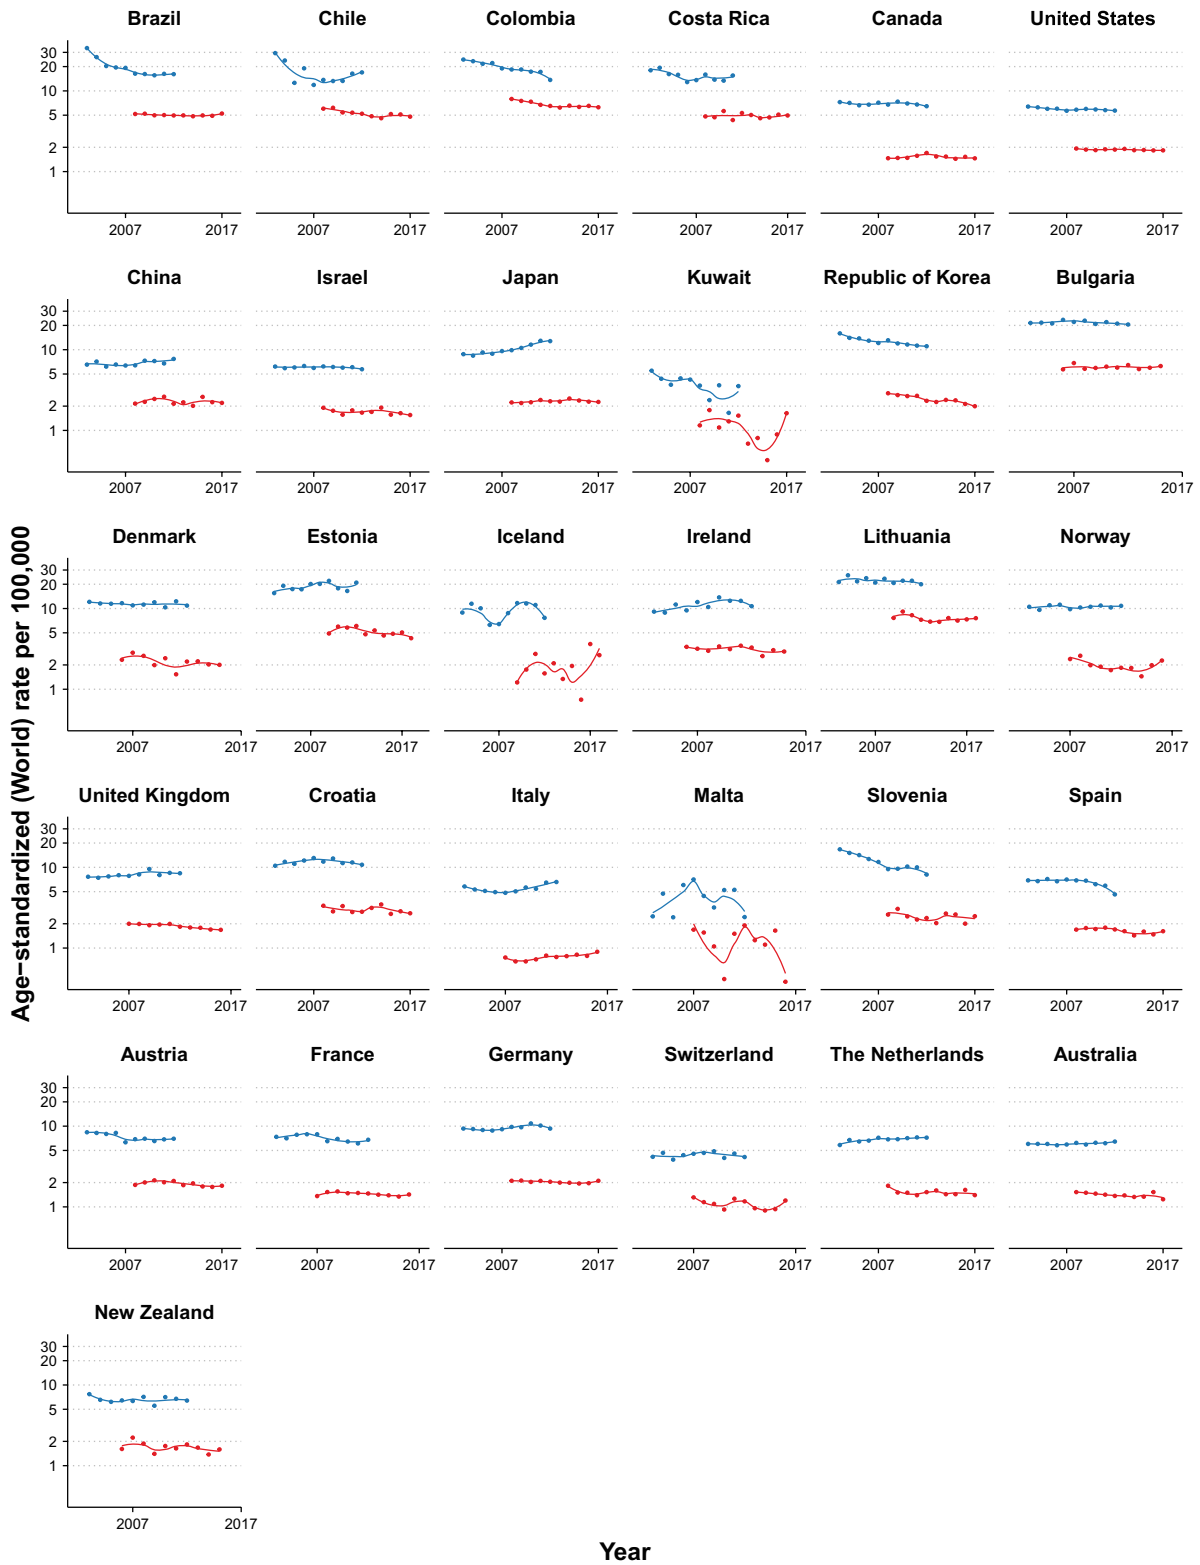 Brazil Chile Colombia Costa Rica Canada United States
30
20
10
5
2
1
2007 2017 2007 2017 2007 2017 2007 2017 2007 2017 2007 2017
China Israel Japan Kuwait Republic of Korea Bulgaria
30
20
10
5
2
1
2007 2017 2007 2017 2007 2017 2007 2017 2007 2017 2007 2017
Denmark Estonia Iceland Ireland Lithuania Norway
30
20
10
5
2
1
2007 2017 2007 2017 2007 2017 2007 2017 2007 2017 2007 2017
Age-standardized (World) rate per 100,000
United Kingdom Croatia Italy Malta Slovenia Spain
30
20
10
5
2
1
2007 2017 2007 2017 2007 2017 2007 2017 2007 2017 2007 2017
Austria France Germany Switzerland The Netherlands Australia
30
20
10
5
2
1
2007 2017 2007 2017 2007 2017 2007 2017 2007 2017 2007 2017
New Zealand
30
20
10
5
2
1
2007 2017
Year